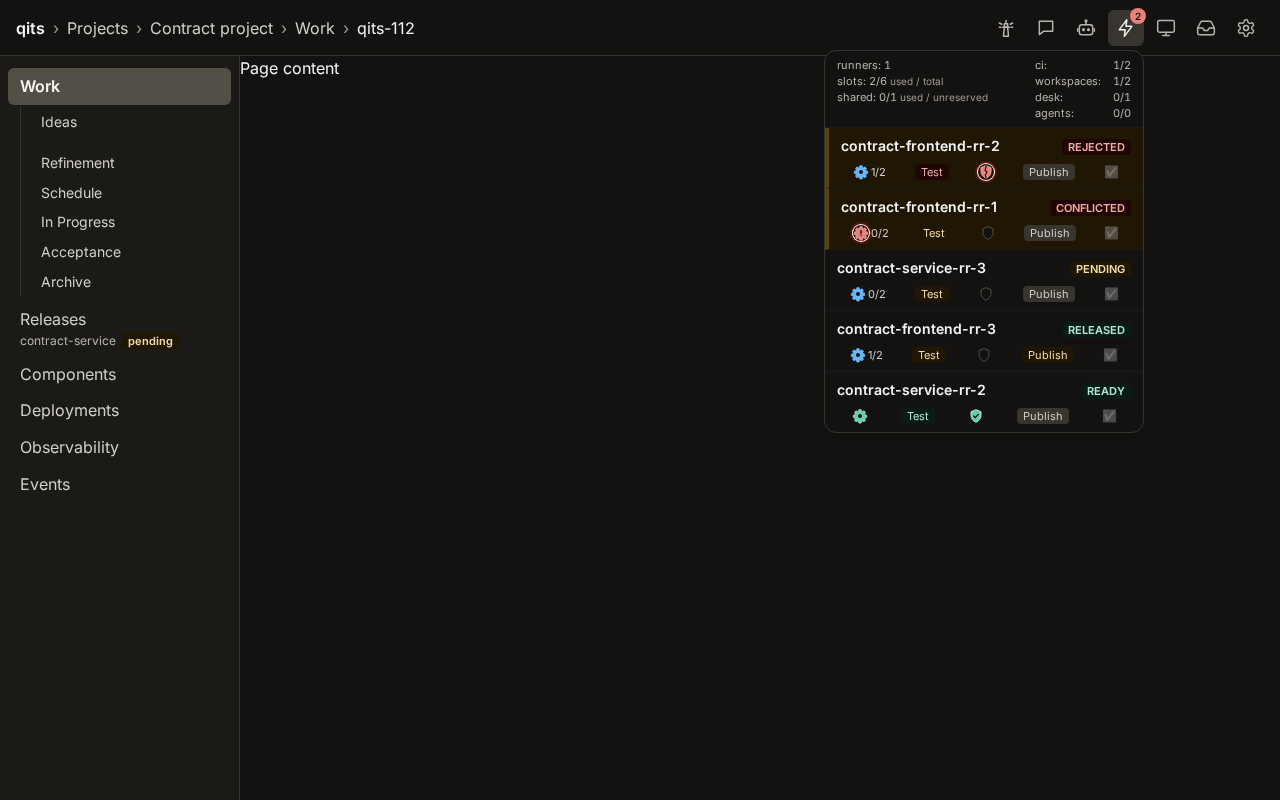 qits › Projects › Contract project › Work › qits-112
2
Work
Ideas
Refinement
Schedule
In Progress
Acceptance
Archive
Releases
contract-service pending
Components
Deployments
Observability
Events
Page content
runners: 1
slots: 2/6 used / total
shared: 0/1 used / unreserved
ci: 1/2
workspaces: 1/2
desk: 0/1
agents: 0/0
contract-frontend-rr-2 REJECTED
1/2 Test Publish
contract-frontend-rr-1 CONFLICTED
0/2 Test Publish
contract-service-rr-3 PENDING
0/2 Test Publish
contract-frontend-rr-3 RELEASED
1/2 Test Publish
contract-service-rr-2 READY
Test Publish